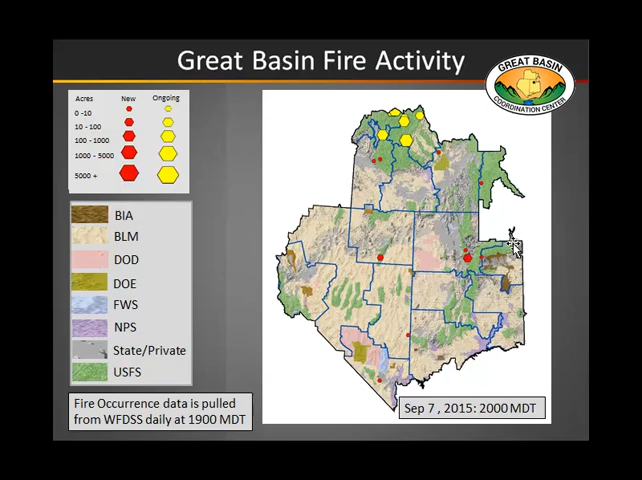 Great Basin Fire Activity
GREAT BASIN
COORDINATION CENTER
Acres New Ongoing
0 -10
10 - 100
100 - 1000
1000 - 5000
5000 +
BIA
BLM
DOD
DOE
FWS
NPS
State/Private
USFS
Fire Occurrence data is pulled
from WFDSS daily at 1900 MDT
Sep 7 , 2015: 2000 MDT